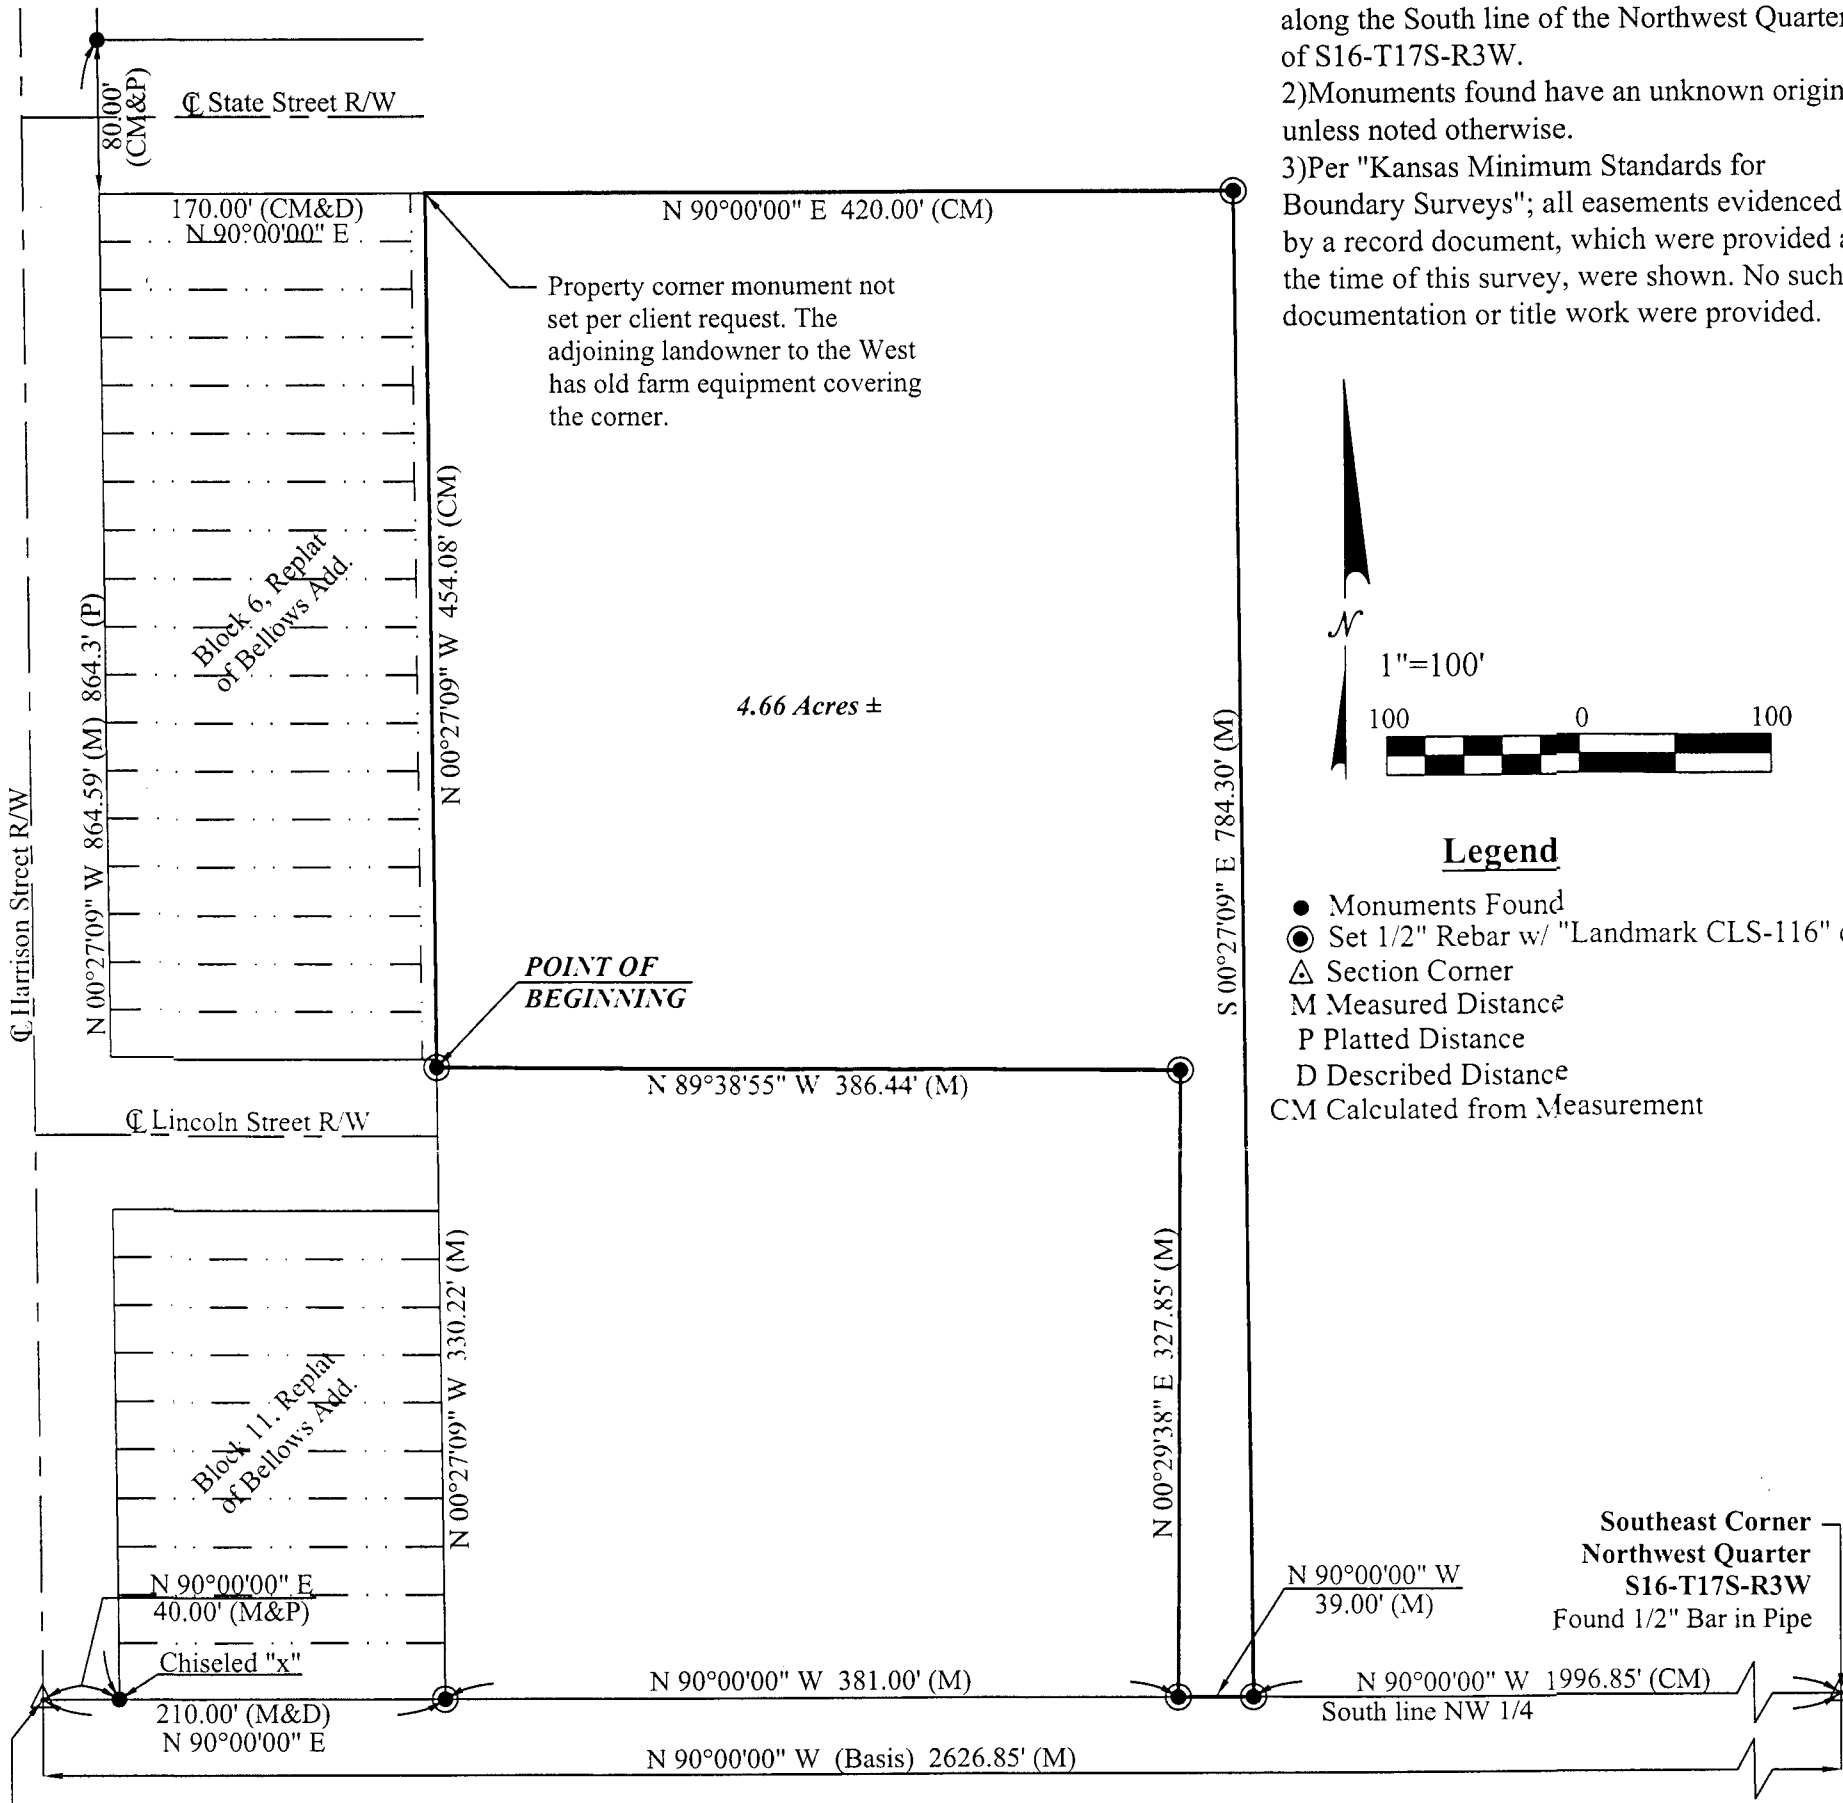 along the South line of the Northwest Quarter
of S16-T17S-R3W.
2)Monuments found have an unknown origin
unless noted otherwise.
3)Per "Kansas Minimum Standards for
Boundary Surveys"; all easements evidenced
by a record document, which were provided
the time of this survey, were shown. No such
documentation or title work were provided.
80.00'
(CM&P)
℄ State Street R/W
170.00' (CM&D)
N 90°00'00" E
N 90°00'00" E 420.00' (CM)
Property corner monument not
set per client request. The
adjoining landowner to the West
has old farm equipment covering
the corner.
N 00°27'09" W 454.08' (CM)
Block 6, Replat
of Bellows Add.
N 00°27'09" W 864.59' (M) 864.3' (P)
℄ Harrison Street R/W
4.66 Acres ±
S 00°27'09" E 784.30' (M)
N
1"=100'
100 0 100
Legend
Monuments Found
Set 1/2" Rebar w/ "Landmark CLS-116"
Section Corner
M Measured Distance
P Platted Distance
D Described Distance
CM Calculated from Measurement
POINT OF
BEGINNING
N 89°38'55" W 386.44' (M)
℄ Lincoln Street R/W
N 00°27'09" W 330.22' (M)
N 00°29'38" E 327.85' (M)
Block 11, Replat
of Bellows Add.
N 90°00'00" E
40.00' (M&P)
Chiseled "x"
210.00' (M&D)
N 90°00'00" E
N 90°00'00" W 381.00' (M)
N 90°00'00" W
39.00' (M)
Southeast Corner
Northwest Quarter
S16-T17S-R3W
Found 1/2" Bar in Pipe
N 90°00'00" W 1996.85' (CM)
South line NW 1/4
N 90°00'00" W (Basis) 2626.85' (M)